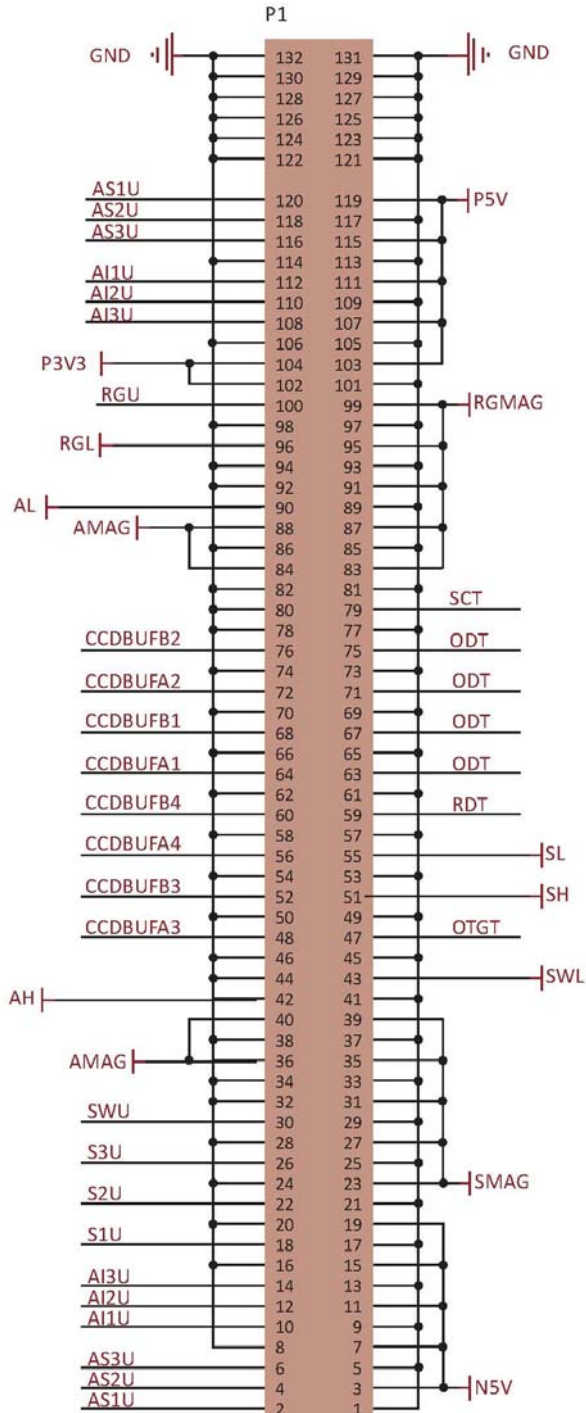 P1
GND 132 131 GND
130 129
128 127
126 125
124 123
122 121
AS1U 120 119 P5V
AS2U 118 117
AS3U 116 115
114 113
AI1U 112 111
AI2U 110 109
AI3U 108 107
106 105
P3V3 104 103
102 101
RGU 100 99 RGMAG
98 97
RGL 96 95
94 93
92 91
AL 90 89
AMAG 88 87
86 85
84 83
82 81
80 79 SCT
78 77
CCDBUFB2 76 75 ODT
74 73
CCDBUFA2 72 71 ODT
70 69
CCDBUFB1 68 67 ODT
66 65
CCDBUFA1 64 63 ODT
62 61
CCDBUFB4 60 59 RDT
58 57
CCDBUFA4 56 55 SL
54 53
CCDBUFB3 52 51 SH
50 49
CCDBUFA3 48 47 OTGT
46 45
44 43 SWL
AH 42 41
40 39
38 37
AMAG 36 35
34 33
32 31
SWU 30 29
28 27
S3U 26 25
24 23 SMAG
S2U 22 21
20 19
S1U 18 17
16 15
AI3U 14 13
AI2U 12 11
AI1U 10 9
8 7
AS3U 6 5
AS2U 4 3 N5V
AS1U 2 1